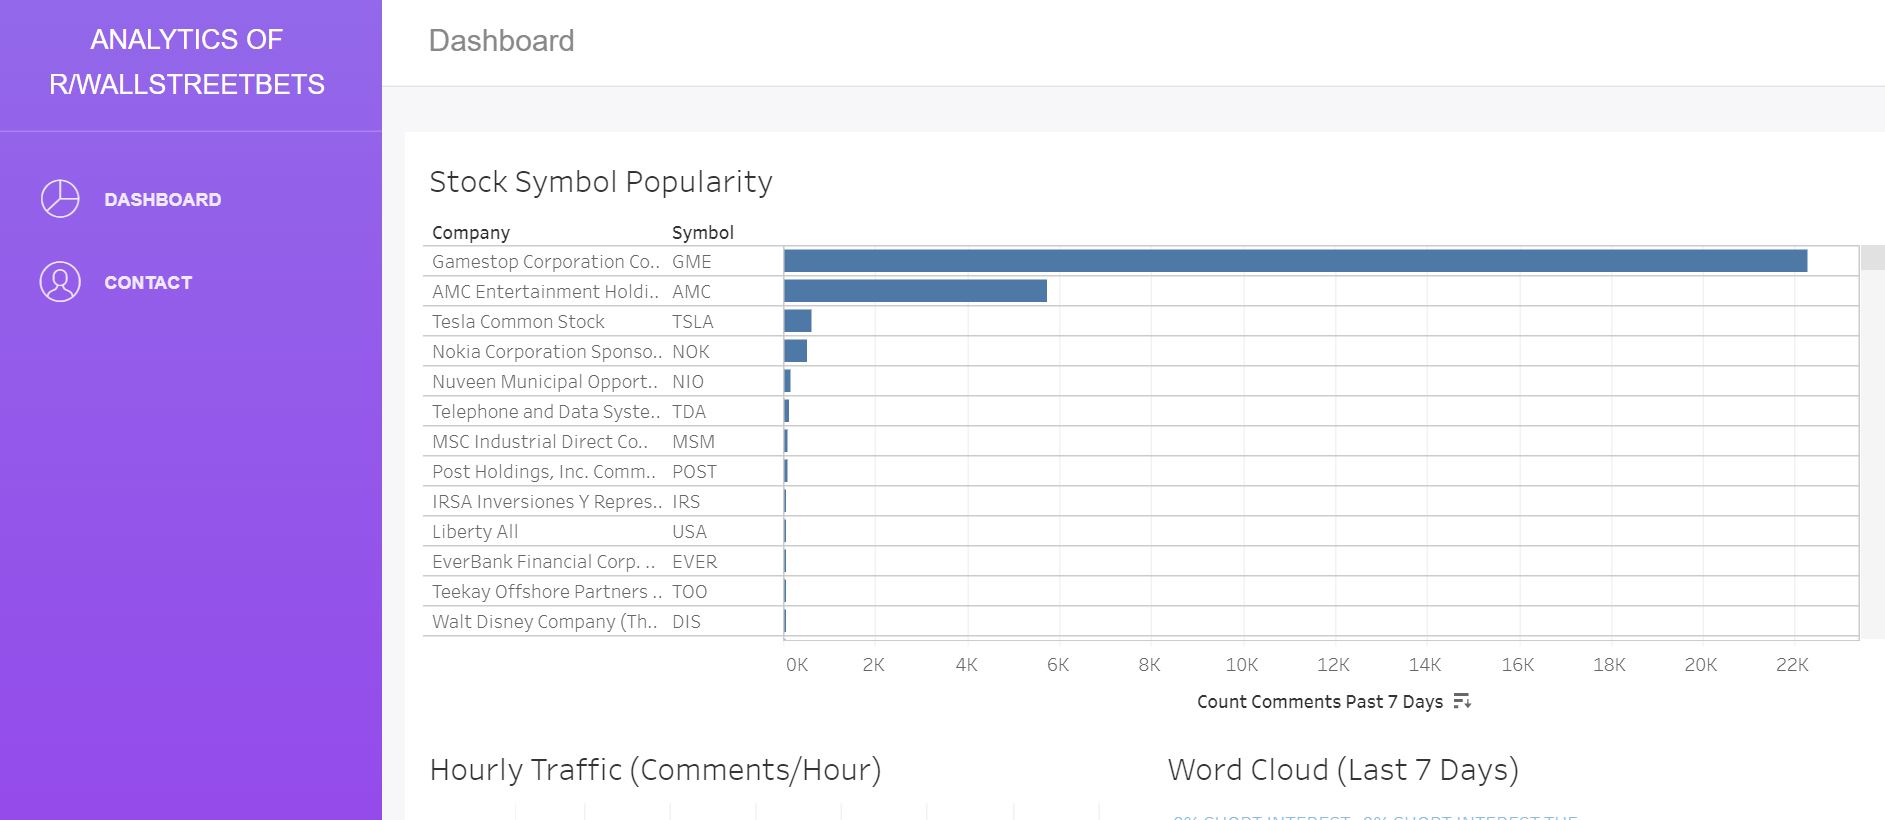 ANALYTICS OF
R/WALLSTREETBETS
DASHBOARD
CONTACT
Dashboard
Stock Symbol Popularity
Company Symbol
Gamestop Corporation Co.. GME
AMC Entertainment Holdi.. AMC
Tesla Common Stock TSLA
Nokia Corporation Sponso.. NOK
Nuveen Municipal Opport.. NIO
Telephone and Data Syste.. TDA
MSC Industrial Direct Co.. MSM
Post Holdings, Inc. Comm.. POST
IRSA Inversiones Y Repres.. IRS
Liberty All USA
EverBank Financial Corp. .. EVER
Teekay Offshore Partners .. TOO
Walt Disney Company (Th.. DIS
0K 2K 4K 6K 8K 10K 12K 14K 16K 18K 20K 22K
Count Comments Past 7 Days
Hourly Traffic (Comments/Hour) Word Cloud (Last 7 Days)